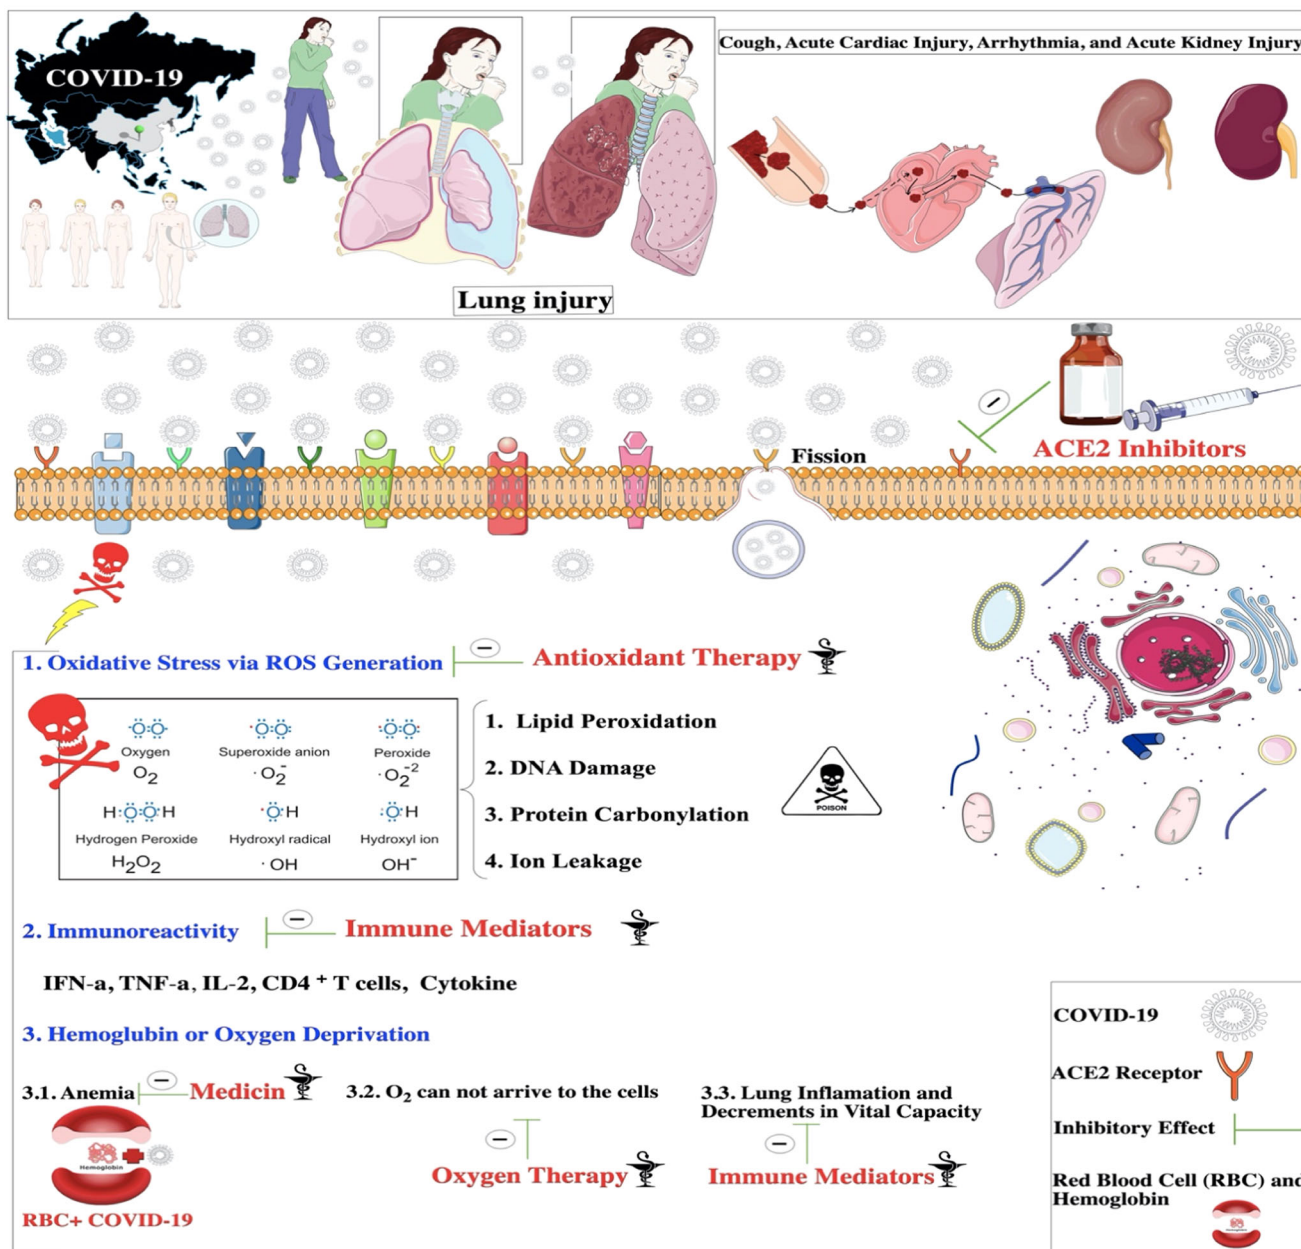 COVID-19
Cough, Acute Cardiac Injury, Arrhythmia, and Acute Kidney Injury
Lung injury
Fission
ACE2 Inhibitors
1. Oxidative Stress via ROS Generation
Antioxidant Therapy
Oxygen
O₂
Superoxide anion
·O₂⁻
Peroxide
·O₂⁻²
H:O:O:H
Hydrogen Peroxide
H₂O₂
·O:H
Hydroxyl radical
·OH
:O:H
Hydroxyl ion
OH⁻
1. Lipid Peroxidation
2. DNA Damage
3. Protein Carbonylation
4. Ion Leakage
POISON
2. Immunoreactivity
Immune Mediators
IFN-a, TNF-a, IL-2, CD4⁺ T cells, Cytokine
3. Hemoglubin or Oxygen Deprivation
3.1. Anemia
Medicin
3.2. O₂ can not arrive to the cells
3.3. Lung Inflamation and
Decrements in Vital Capacity
Hemoglobin
RBC+ COVID-19
Oxygen Therapy
Immune Mediators
COVID-19
ACE2 Receptor
Inhibitory Effect
Red Blood Cell (RBC) and
Hemoglobin
Hemoglobin